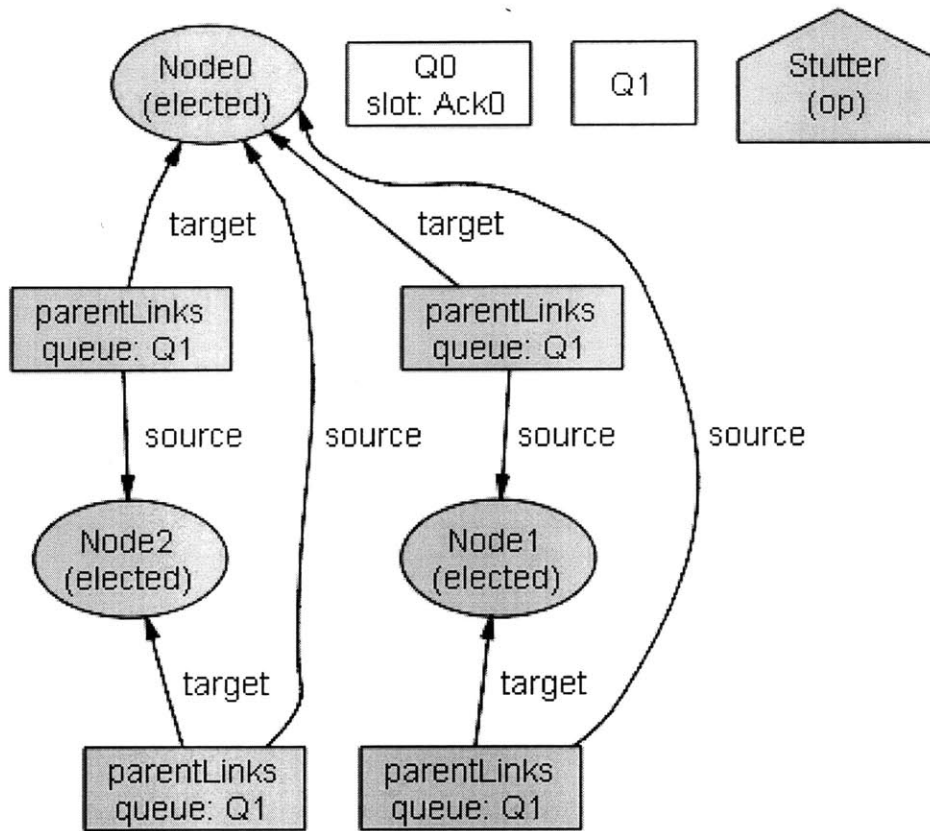 Node0
(elected)
Q0
slot: Ack0
Q1
Stutter
(op)
target
target
parentLinks
queue: Q1
parentLinks
queue: Q1
source
source
source
source
Node2
(elected)
Node1
(elected)
target
target
parentLinks
queue: Q1
parentLinks
queue: Q1